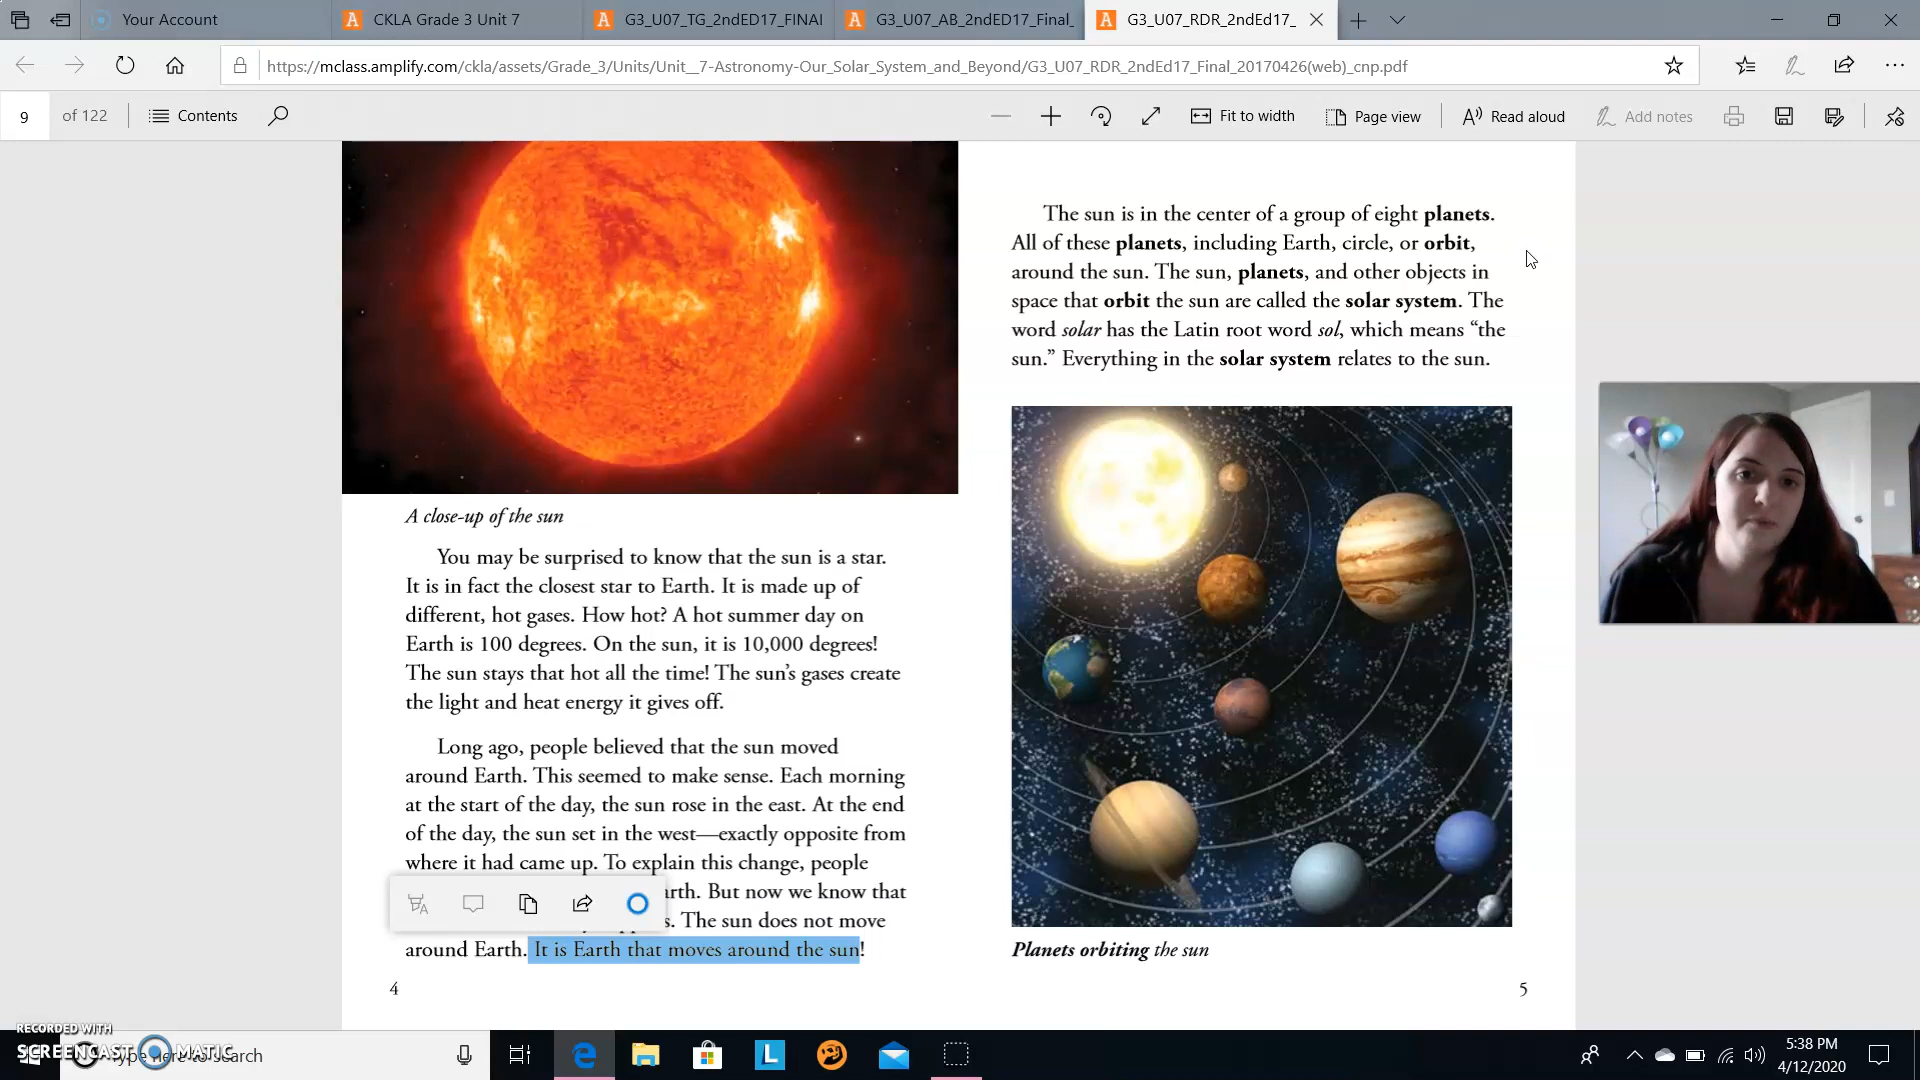 Your Account
CKLA Grade 3 Unit 7
G3_U07_TG_2ndED17_FINAL
G3_U07_AB_2ndED17_Final_
G3_U07_RDR_2ndEd17_
https://mclass.amplify.com/ckla/assets/Grade_3/Units/Unit__7-Astronomy-Our_Solar_System_and_Beyond/G3_U07_RDR_2ndEd17_Final_20170426(web)_cnp.pdf
9 of 122
Contents
Fit to width
Page view
Read aloud
Add notes
A close-up of the sun
You may be surprised to know that the sun is a star.
It is in fact the closest star to Earth. It is made up of
different, hot gases. How hot? A hot summer day on
Earth is 100 degrees. On the sun, it is 10,000 degrees!
The sun stays that hot all the time! The sun's gases create
the light and heat energy it gives off.
Long ago, people believed that the sun moved
around Earth. This seemed to make sense. Each morning
at the start of the day, the sun rose in the east. At the end
of the day, the sun set in the west—exactly opposite from
where it had came up. To explain this change, people
arth. But now we know that
s. The sun does not move
around Earth. It is Earth that moves around the sun!
4
The sun is in the center of a group of eight planets.
All of these planets, including Earth, circle, or orbit,
around the sun. The sun, planets, and other objects in
space that orbit the sun are called the solar system. The
word solar has the Latin root word sol, which means “the
sun.” Everything in the solar system relates to the sun.
Planets orbiting the sun
5
RECORDED WITH
SCREENCAST MATIC
Type here to search
5:38 PM
4/12/2020